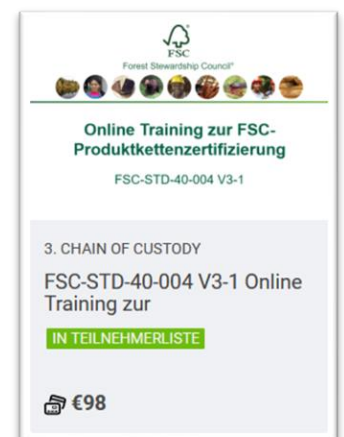 FSC
Forest Stewardship Council®
Online Training zur FSC-
Produktkettenzertifizierung
FSC-STD-40-004 V3-1
3. CHAIN OF CUSTODY
FSC-STD-40-004 V3-1 Online
Training zur
IN TEILNEHMERLISTE
€98